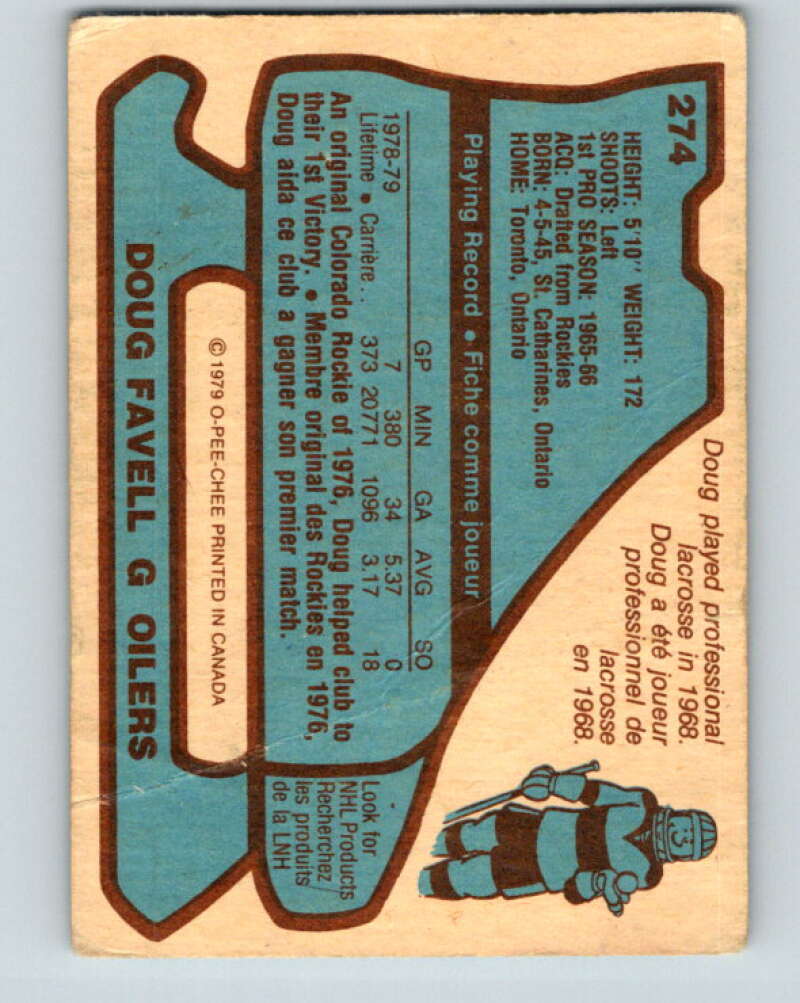 274
HEIGHT: 5'10" WEIGHT: 172
SHOOTS: Left
1st PRO SEASON: 1965-66
ACQ: Drafted from Rockies
BORN: 4-5-45, St. Catharines, Ontario
HOME: Toronto, Ontario
Doug played professional
lacrosse in 1968.
Doug a été joueur
professionnel de
lacrosse
en 1968.
Playing Record • Fiche comme joueur
GP MIN GA AVG SO
1978-79 7 380 34 5.37 0
Lifetime • Carrière . . 373 20771 1096 3.17 18
An original Colorado Rockie of 1976, Doug helped club to
their 1st Victory. • Membre original des Rockies en 1976,
Doug aida ce club a gagner son premier match.
Look for
NHL Products
Recherchez
les produits
de la LNH
© 1979 O-PEE-CHEE PRINTED IN CANADA
DOUG FAVELL G OILERS